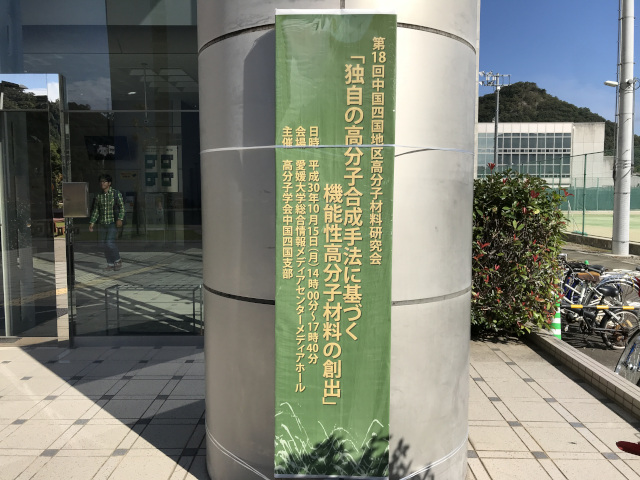 第18回中国四国地区高分子材料研究会
「独自の高分子合成手法に基づく
機能性高分子材料の創出」
日時 平成30年10月15日(月)14時00分~17時40分
会場 愛媛大学総合情報メディアセンターメディアホール
主催 高分子学会中国四国支部